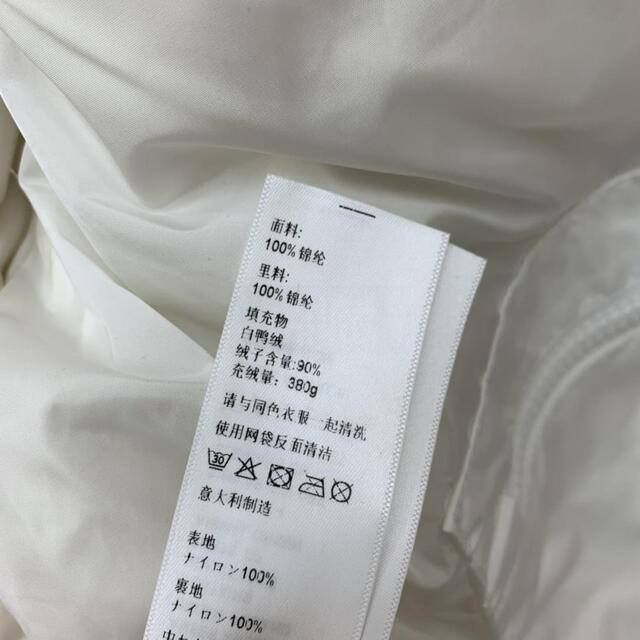 面料:
100%锦纶
里料:
100%锦纶
填充物
白鸭绒
绒子含量:90%
充绒量: 380g
请与同色衣服一起清洗
使用网袋反面清洁
30
意大利制造
表地
ナイロン100%
裏地
ナイロン100%